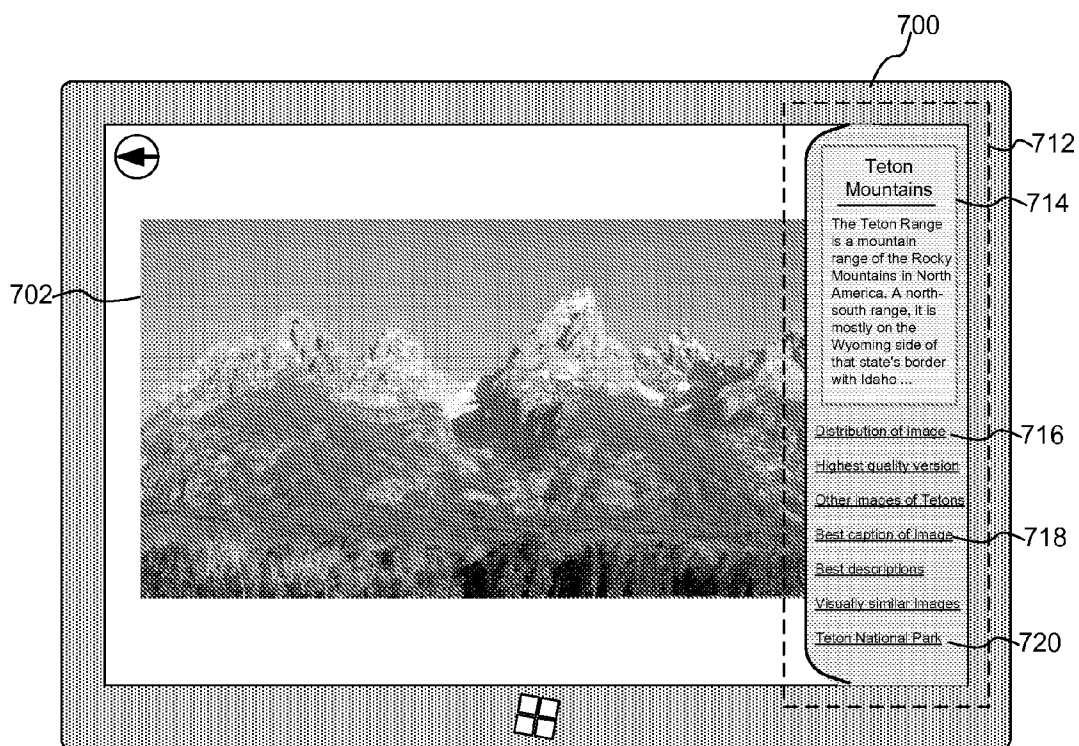 700
712
Teton
Mountains
714
The Teton Range
is a mountain
range of the Rocky
Mountains in North
America. A north-
south range, it is
mostly on the
Wyoming side of
that state's border
with Idaho ...
702
Distribution of image
716
Highest quality version
Other images of Tetons
Best caption of image
718
Best descriptions
Visually similar images
Teton National Park
720